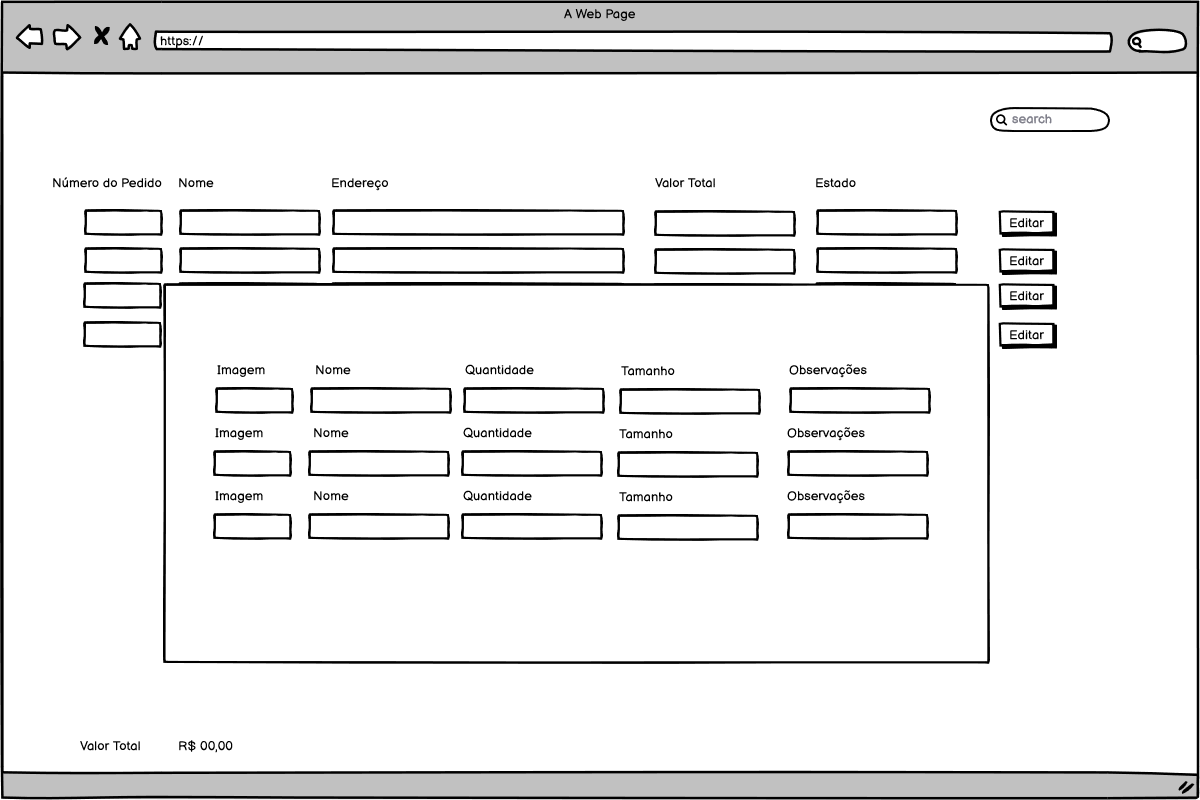 A Web Page
https://
search
Número do Pedido Nome Endereço Valor Total Estado
Editar
Editar
Editar
Editar
Imagem Nome Quantidade Tamanho Observações
Imagem Nome Quantidade Tamanho Observações
Imagem Nome Quantidade Tamanho Observações
Valor Total R$ 00,00